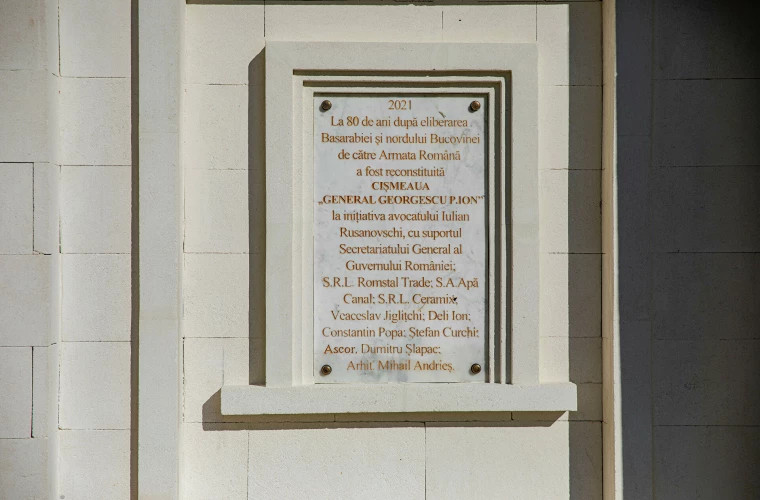 2021
La 80 de ani după eliberarea
Basarabiei și nordului Bucovinei
de către Armata Română
a fost reconstituită
CIȘMEAUA
„GENERAL GEORGESCU P.ION”
la inițiativa avocatului Iulian
Rusanovschi, cu suportul
Secretariatului General al
Guvernului României;
S.R.L. Romstal Trade; S.A.Apă
Canal; S.R.L. Ceramix;
Veaceslav Jiglițchi; Deli Ion;
Constantin Popa; Ștefan Curchi;
Ascor. Dumitru Șlapac;
Arhit. Mihail Andrieș.